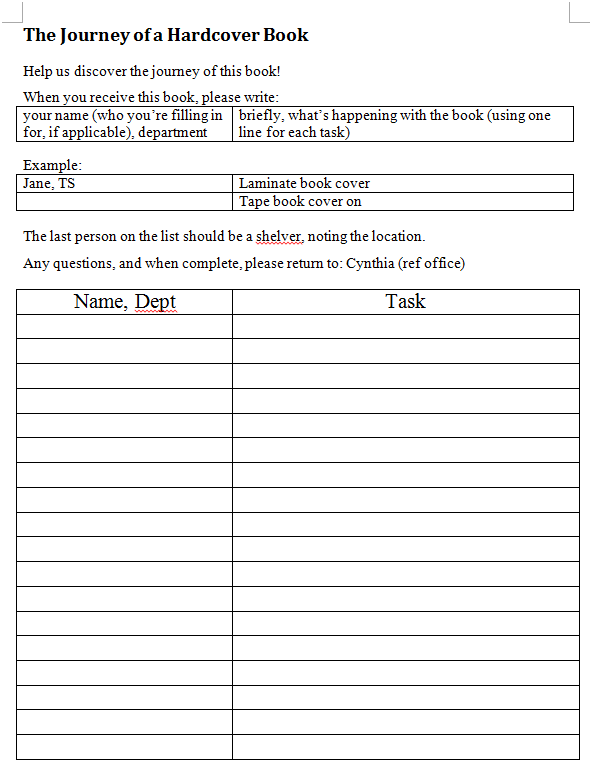 The Journey of a Hardcover Book
Help us discover the journey of this book!
When you receive this book, please write:
your name (who you’re filling in for, if applicable), department
briefly, what’s happening with the book (using one line for each task)
Example:
Jane, TS
Laminate book cover
Tape book cover on
The last person on the list should be a shelver, noting the location.
Any questions, and when complete, please return to: Cynthia (ref office)
Name, Dept
Task